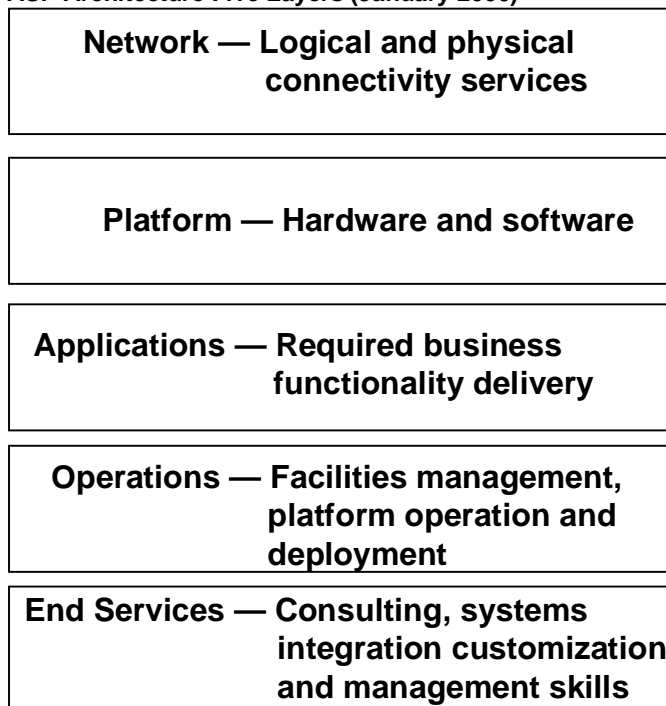 Network — Logical and physical
connectivity services
Platform — Hardware and software
Applications — Required business
functionality delivery
Operations — Facilities management,
platform operation and
deployment
End Services — Consulting, systems
integration customization
and management skills